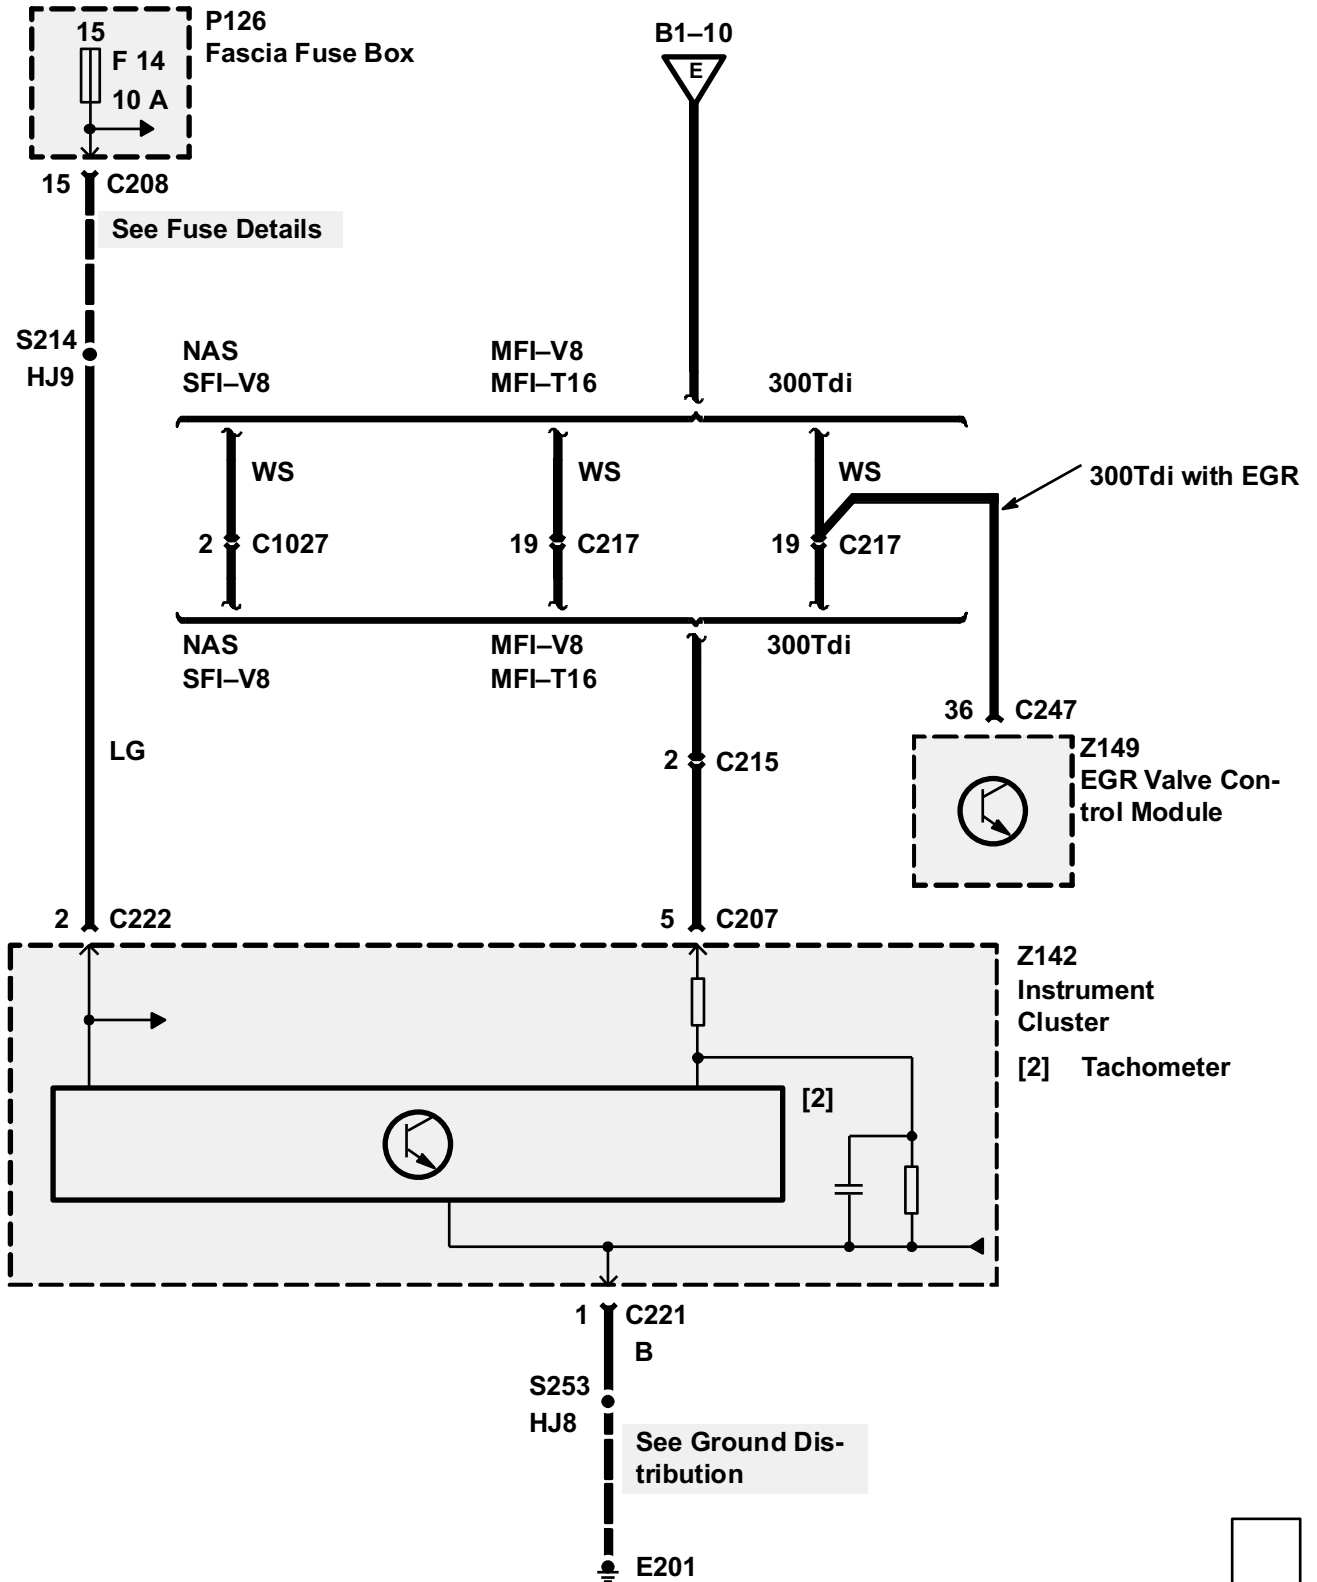 P126
Fascia Fuse Box
15
F 14
10 A
B1–10
E
15 C208
See Fuse Details
S214
HJ9
NAS
SFI–V8
MFI–V8
MFI–T16
300Tdi
WS
WS
WS
300Tdi with EGR
2 C1027
19 C217
19 C217
NAS
SFI–V8
MFI–V8
MFI–T16
300Tdi
36 C247
LG
2 C215
Z149
EGR Valve Con-
trol Module
2 C222
5 C207
Z142
Instrument
Cluster
[2] Tachometer
[2]
1 C221
B
S253
HJ8
See Ground Dis-
tribution
E201